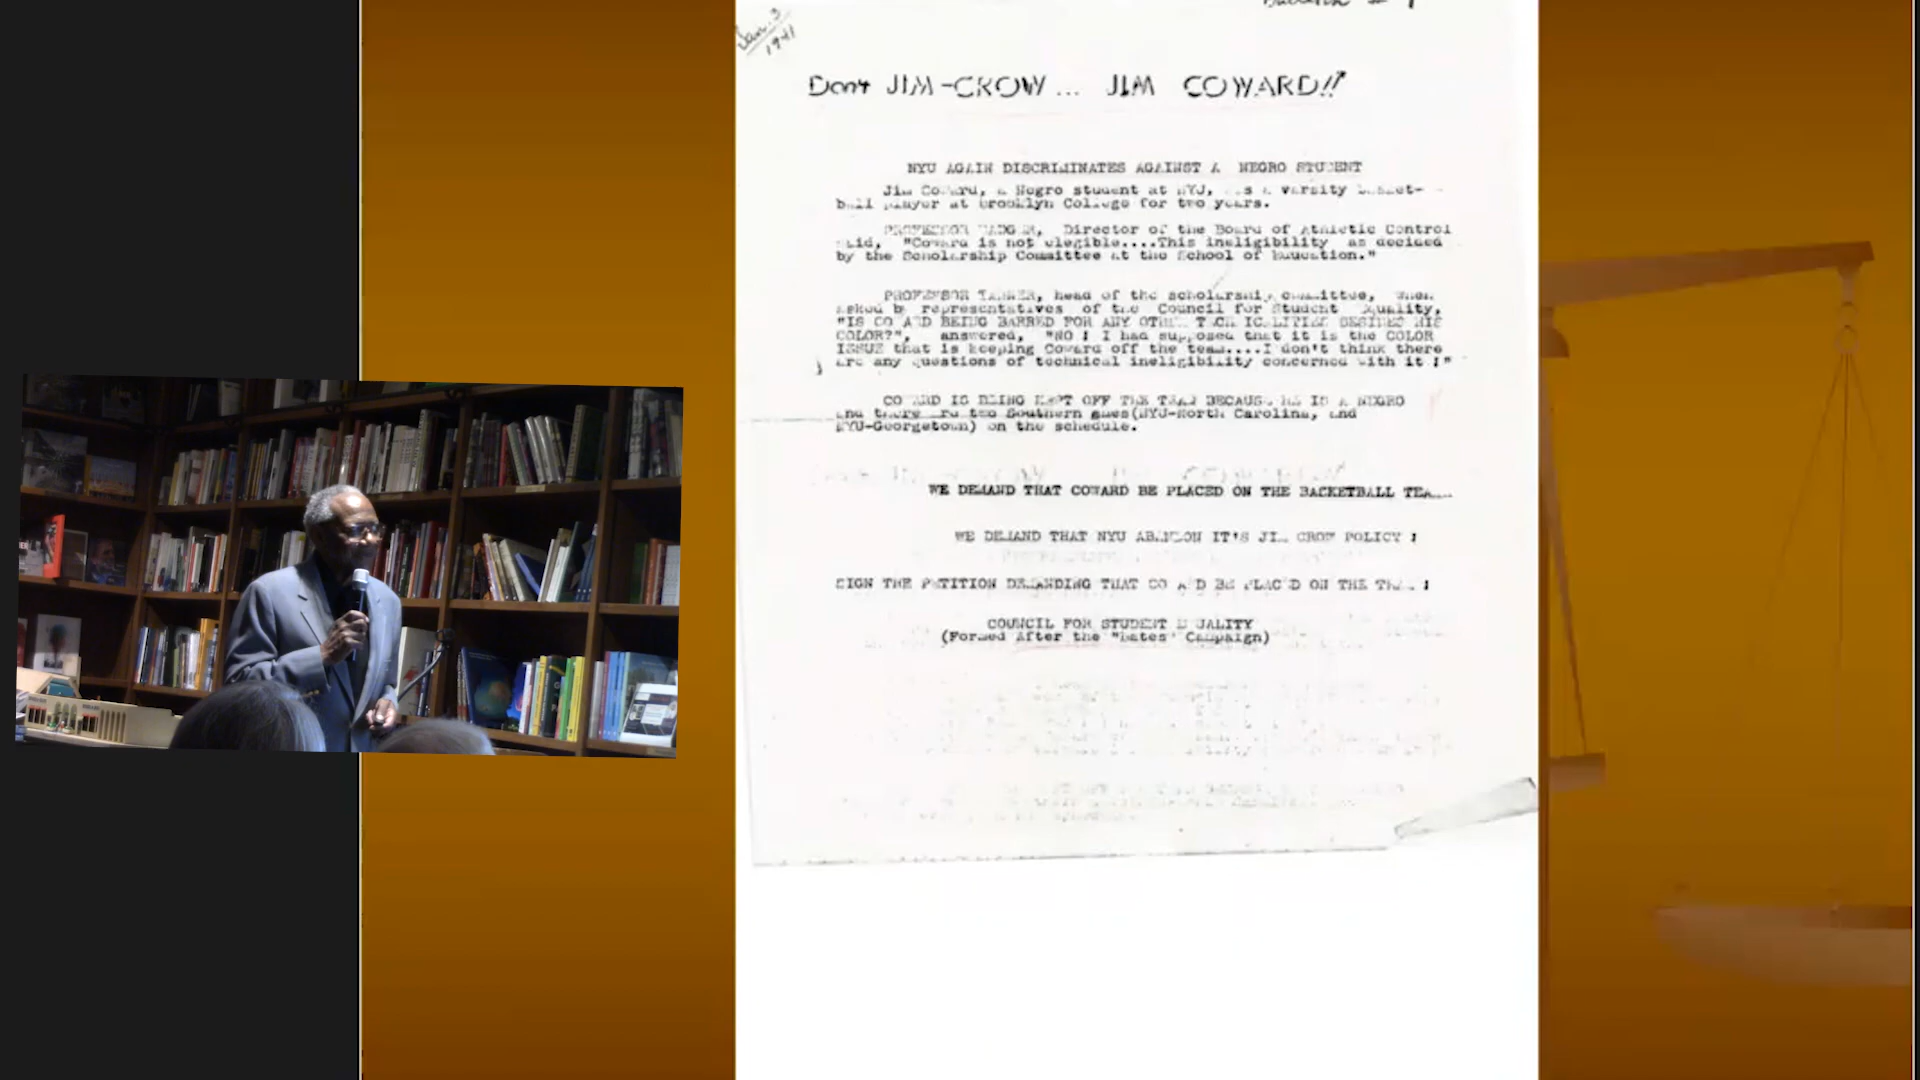 Jan. 3
1941
Don't JIM-CROW ... JIM COWARD!!
NYU AGAIN DISCRIMINATES AGAINST A NEGRO STUDENT
Jim Coward, a Negro student at NYU, was a varsity basket-
ball player at Brooklyn College for two years.
PROFESSOR BADGER, Director of the Board of Athletic Control
said, "Coward is not elegible....This ineligibility as decided
by the Scholarship Committee at the School of Education."
PROFESSOR TANNER, head of the scholarship committee, when
asked by representatives of the Council for Student Equality,
"IS COWARD BEING BARRED FOR ANY OTHER TECHNICALITIES BESIDES HIS
COLOR?", answered, "NO ! I had supposed that it is the COLOR
ISSUE that is keeping Coward off the team....I don't think there
are any questions of technical ineligibility concerned with it !"
COWARD IS BEING KEPT OFF THE TEAM BECAUSE HE IS A NEGRO
and there are two Southern games(NYU-North Carolina, and
NYU-Georgetown) on the schedule.
WE DEMAND THAT COWARD BE PLACED ON THE BACKETBALL TEAM
WE DEMAND THAT NYU ABANDON IT'S JIM CROW POLICY !
SIGN THE PETITION DEMANDING THAT COWARD BE PLACED ON THE TEAM !
COUNCIL FOR STUDENT EQUALITY
(Formed After the "Bates" Campaign)